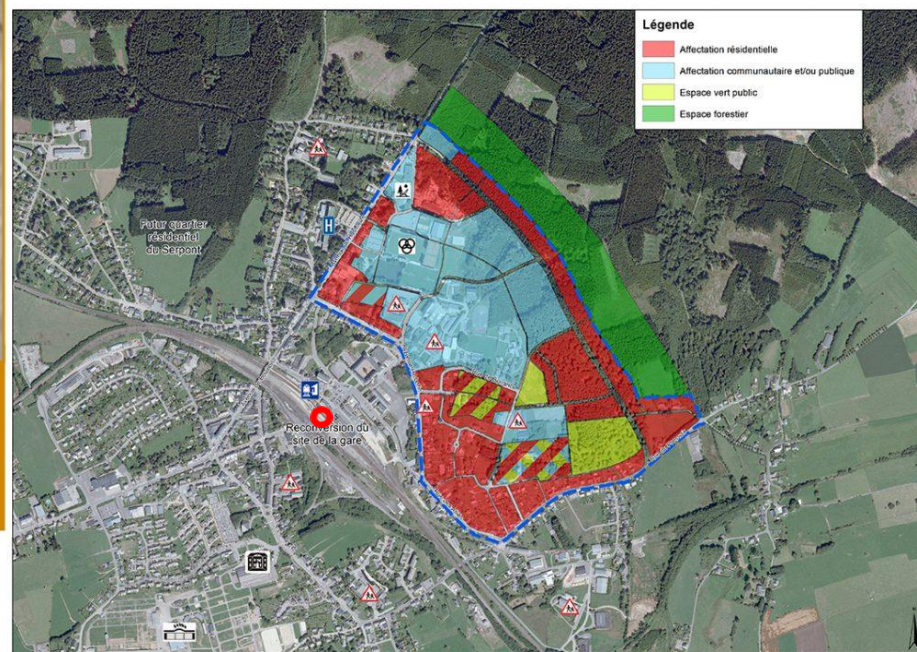 Légende
Affectation résidentielle
Affectation communautaire et/ou publique
Espace vert public
Espace forestier
H
Futur quartier
résidentiel
du Serpont
Reconversion du
site de la gare